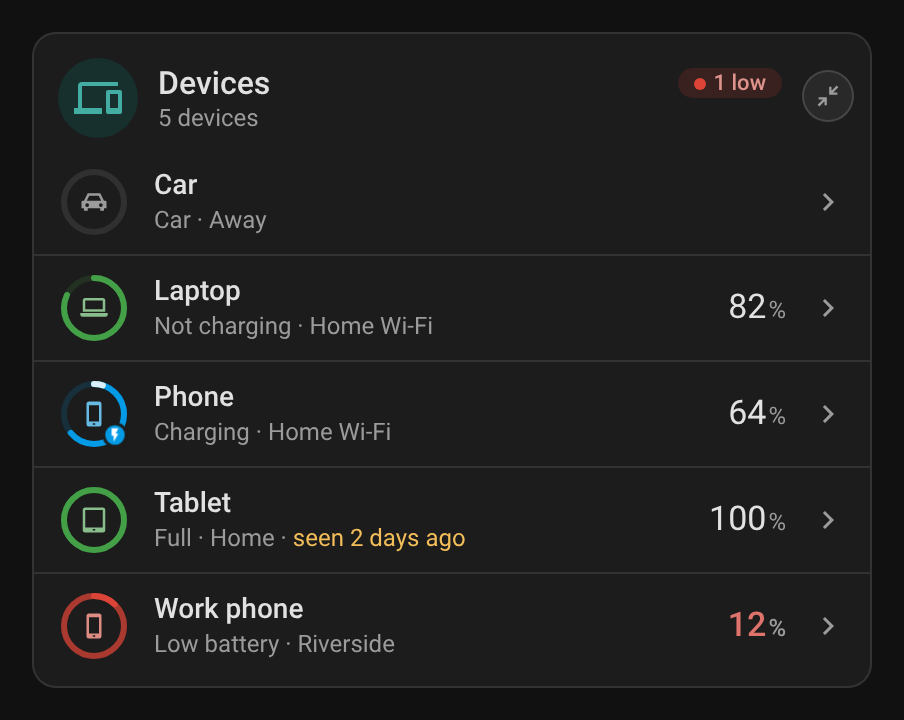 Devices
5 devices
1 low
Car
Car · Away
Laptop
Not charging · Home Wi-Fi
82%
Phone
Charging · Home Wi-Fi
64%
Tablet
Full · Home · seen 2 days ago
100%
Work phone
Low battery · Riverside
12%